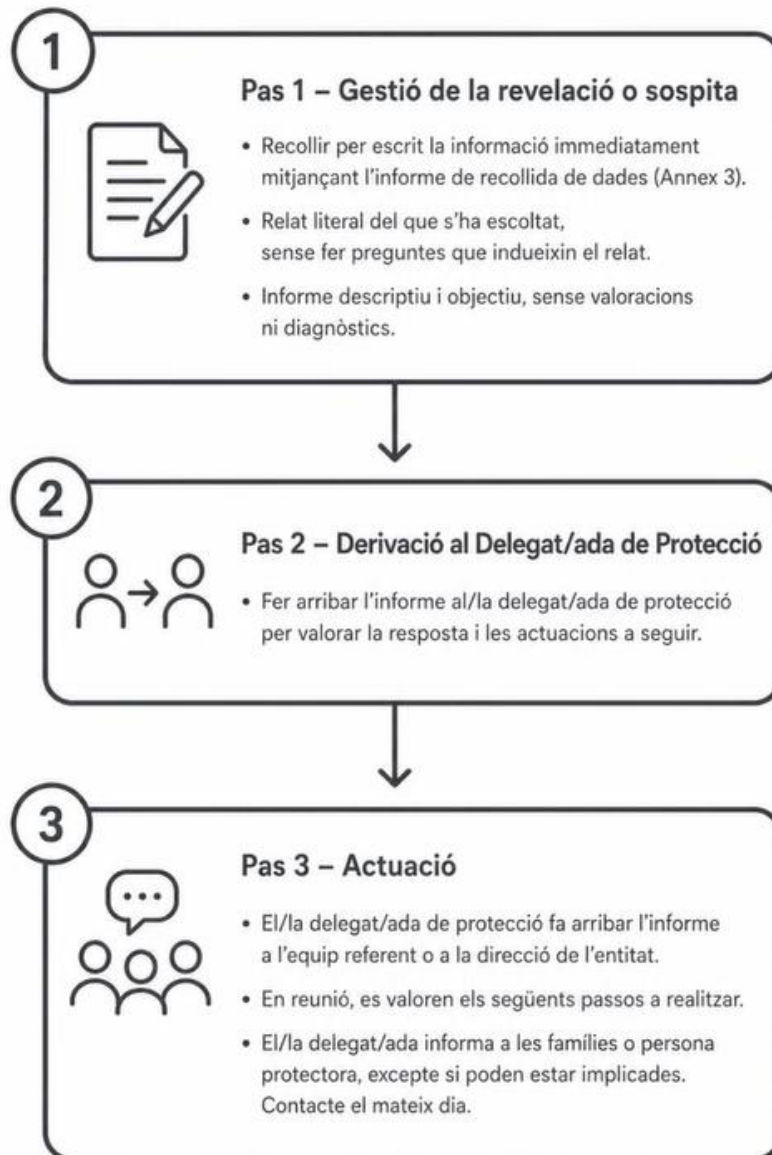 1
Pas 1 – Gestió de la revelació o sospita
• Recollir per escrit la informació immediatament
mitjançant l'informe de recollida de dades (Annex 3).
• Relat literal del que s'ha escoltat,
sense fer preguntes que indueixin el relat.
• Informe descriptiu i objectiu, sense valoracions
ni diagnòstics.
2
Pas 2 – Derivació al Delegat/ada de Protecció
• Fer arribar l'informe al/la delegat/ada de protecció
per valorar la resposta i les actuacions a seguir.
3
Pas 3 – Actuació
• El/la delegat/ada de protecció fa arribar l'informe
a l'equip referent o a la direcció de l'entitat.
• En reunió, es valoren els següents passos a realitzar.
• El/la delegat/ada informa a les famílies o persona
protectora, excepte si poden estar implicades.
Contacte el mateix dia.